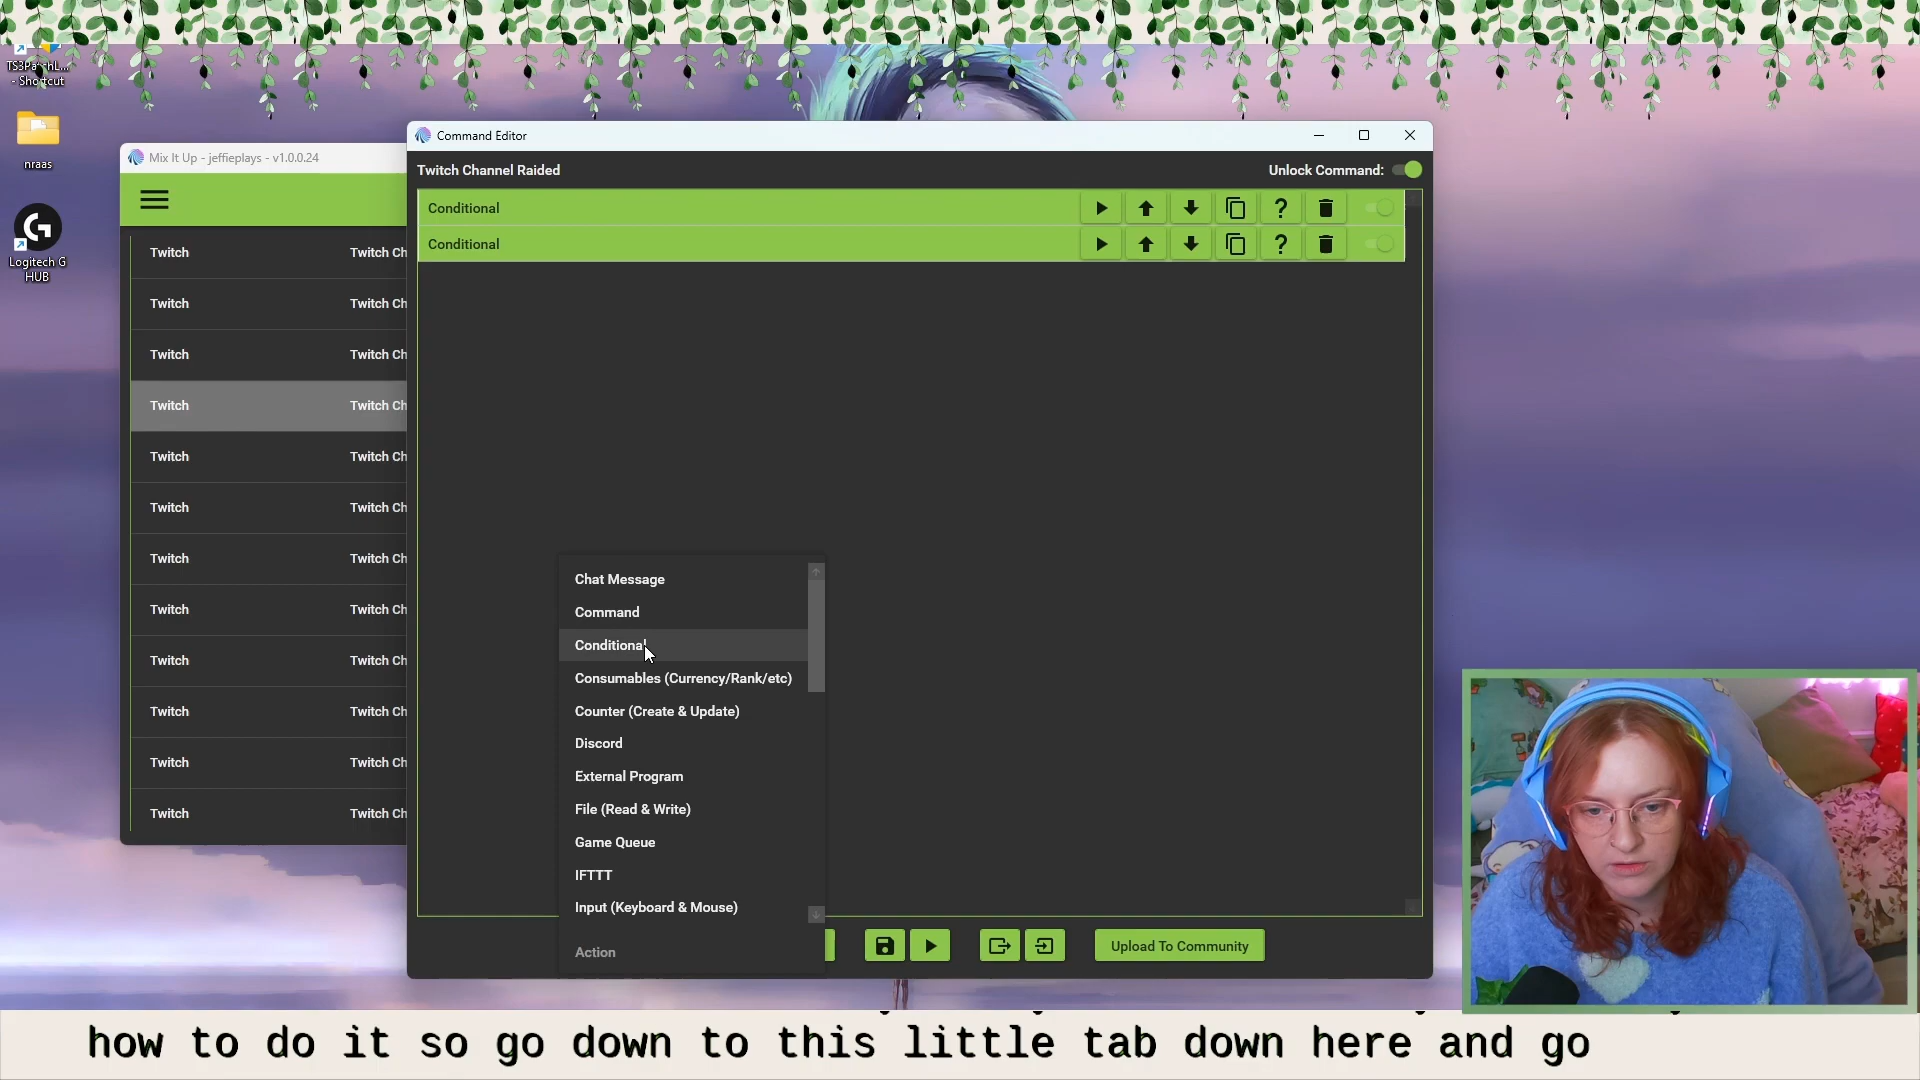 TS3PatchL...
- Shortcut
nraas
Logitech G
HUB
Mix It Up - jeffieplays - v1.0.0.24
Twitch Twitch Ch
Twitch Twitch Ch
Twitch Twitch Ch
Twitch Twitch Ch
Twitch Twitch Ch
Twitch Twitch Ch
Twitch Twitch Ch
Twitch Twitch Ch
Twitch Twitch Ch
Twitch Twitch Ch
Twitch Twitch Ch
Twitch Twitch Ch
Command Editor
Twitch Channel Raided
Unlock Command:
Conditional
Conditional
Chat Message
Command
Conditional
Consumables (Currency/Rank/etc)
Counter (Create & Update)
Discord
External Program
File (Read & Write)
Game Queue
IFTTT
Input (Keyboard & Mouse)
Action
Upload To Community
how to do it so go down to this little tab down here and go